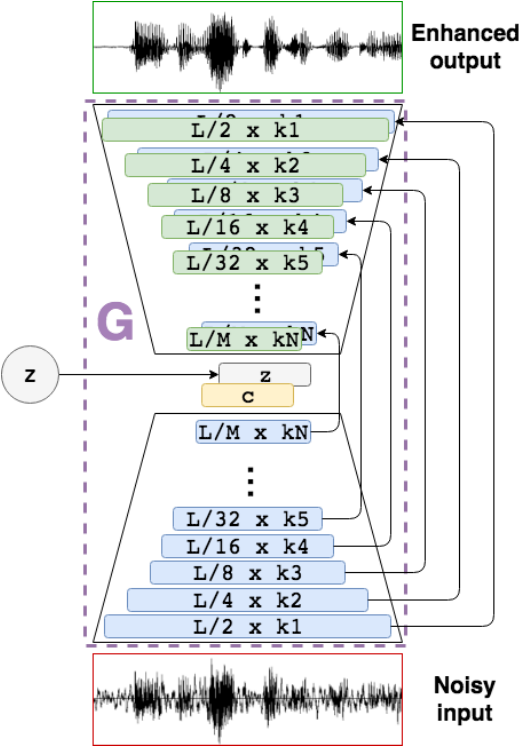 Enhanced
output
L/2 x k1
L/4 x k2
L/8 x k3
L/16 x k4
L/32 x k5
G
L/M x kN
N
z
z
c
L/M x kN
L/32 x k5
L/16 x k4
L/8 x k3
L/4 x k2
L/2 x k1
Noisy
input